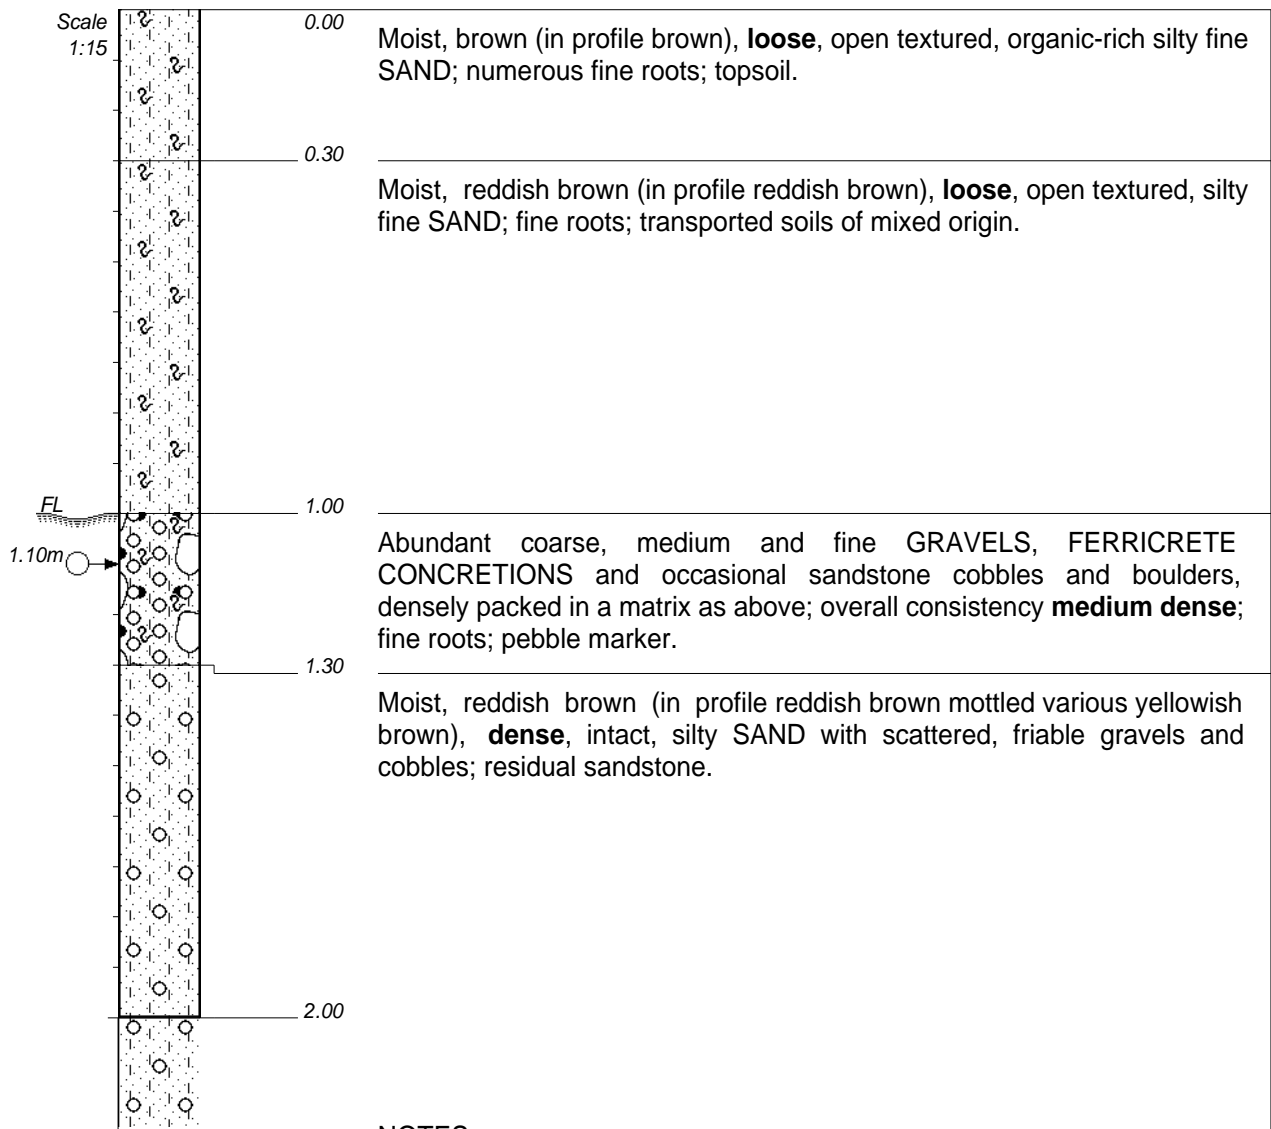 Scale
1:15
0.00
Moist, brown (in profile brown), loose, open textured, organic-rich silty fine
SAND; numerous fine roots; topsoil.
0.30
Moist, reddish brown (in profile reddish brown), loose, open textured, silty
fine SAND; fine roots; transported soils of mixed origin.
FL
1.00
1.10m
Abundant coarse, medium and fine GRAVELS, FERRICRETE
CONCRETIONS and occasional sandstone cobbles and boulders,
densely packed in a matrix as above; overall consistency medium dense;
fine roots; pebble marker.
1.30
Moist, reddish brown (in profile reddish brown mottled various yellowish
brown), dense, intact, silty SAND with scattered, friable gravels and
cobbles; residual sandstone.
2.00
NOTES